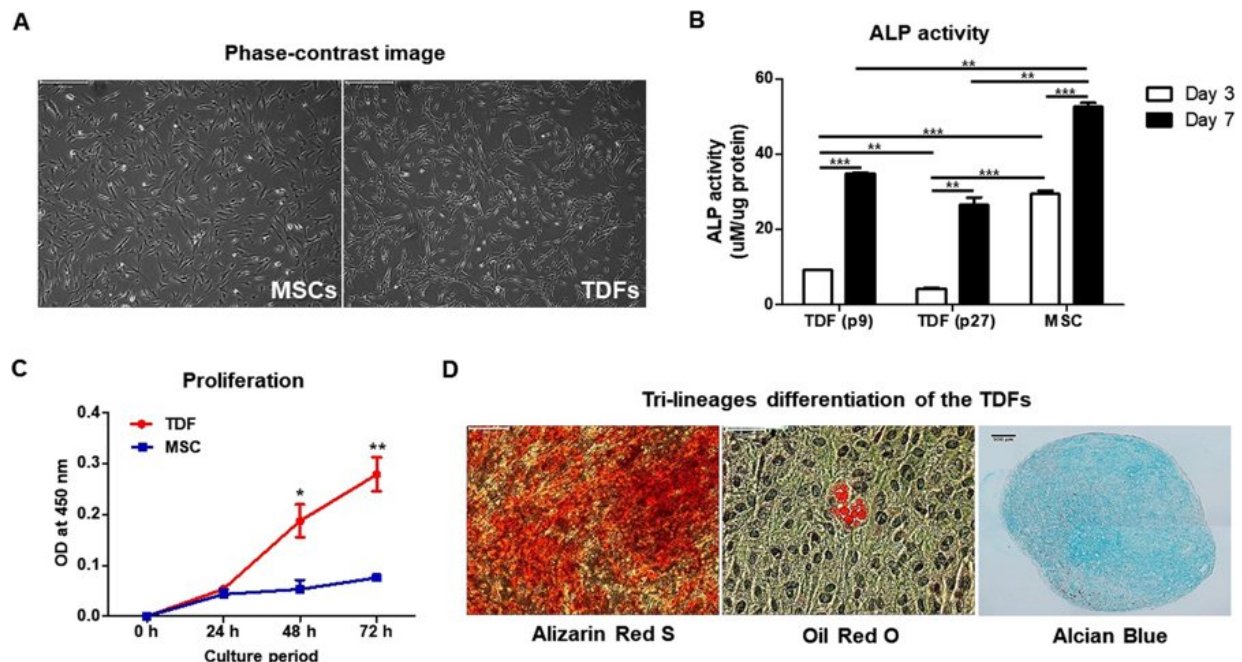 A
Phase-contrast image
MSCs
TDFs
B
ALP activity
ALP activity
(uM/ug protein)
60
40
20
0
**
**
***
***
**
***
***
**
TDF (p9)
TDF (p27)
MSC
Day 3
Day 7
C
Proliferation
OD at 450 nm
0.4
0.3
0.2
0.1
0.0
TDF
MSC
*
**
0 h
24 h
48 h
72 h
Culture period
D
Tri-lineages differentiation of the TDFs
Alizarin Red S
Oil Red O
Alcian Blue